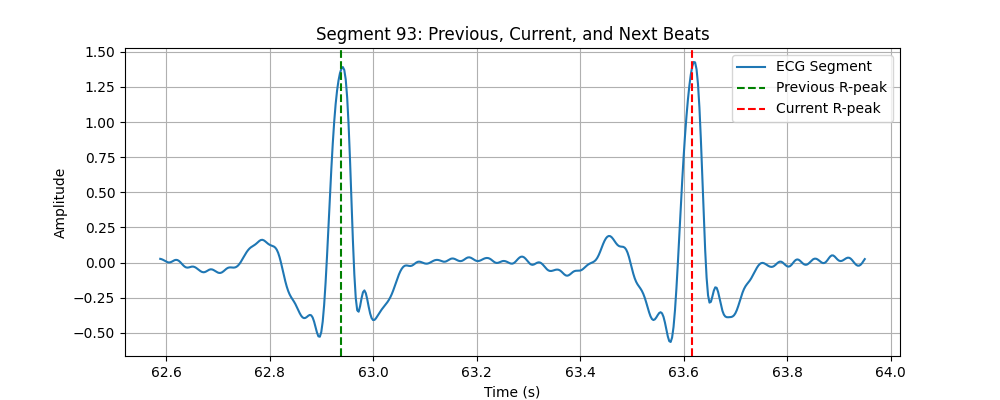 Segment 93: Previous, Current, and Next Beats
1.50
1.25
1.00
0.75
0.50
0.25
0.00
−0.25
−0.50
Amplitude
ECG Segment
Previous R-peak
Current R-peak
62.6 62.8 63.0 63.2 63.4 63.6 63.8 64.0
Time (s)